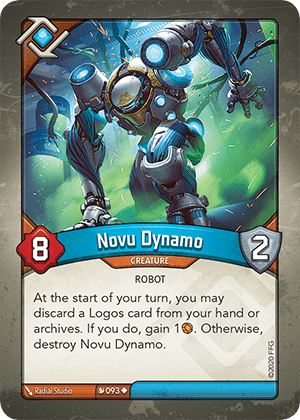 Novu Dynamo
8
2
CREATURE
ROBOT
At the start of your turn, you may
discard a Logos card from your hand or
archives. If you do, gain 1. Otherwise,
destroy Novu Dynamo.
©2020 FFG
Radial Studio
093